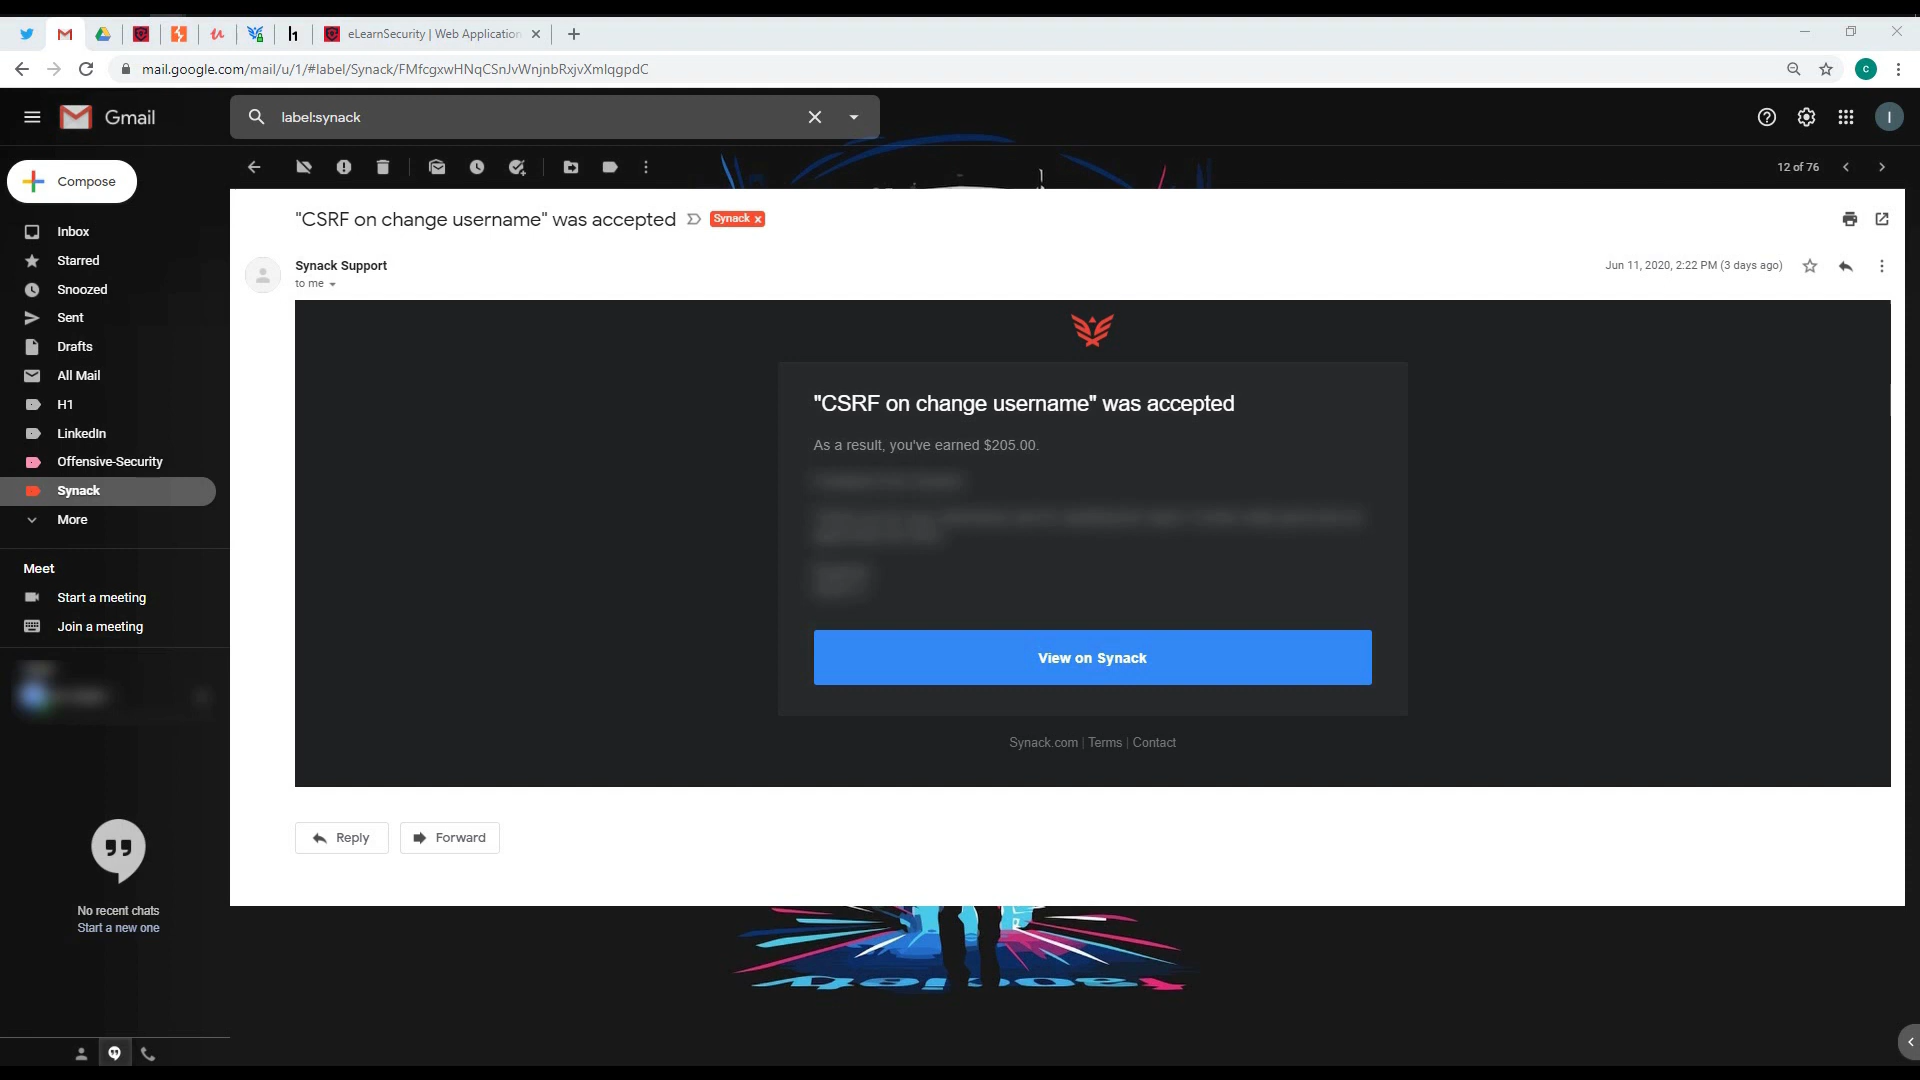 eLearnSecurity | Web Application
mail.google.com/mail/u/1/#label/Synack/FMfcgxwHNqCSnJvWnjnbRxjvXmlqgpdC
c
Gmail
label:synack
I
Compose
12 of 76
Inbox
Starred
Snoozed
Sent
Drafts
All Mail
H1
LinkedIn
Offensive-Security
Synack
More
Meet
Start a meeting
Join a meeting
No recent chats
Start a new one
"CSRF on change username" was accepted
Synack x
Synack Support
to me
Jun 11, 2020, 2:22 PM (3 days ago)
"CSRF on change username" was accepted
As a result, you've earned $205.00.
View on Synack
Synack.com | Terms | Contact
Reply
Forward